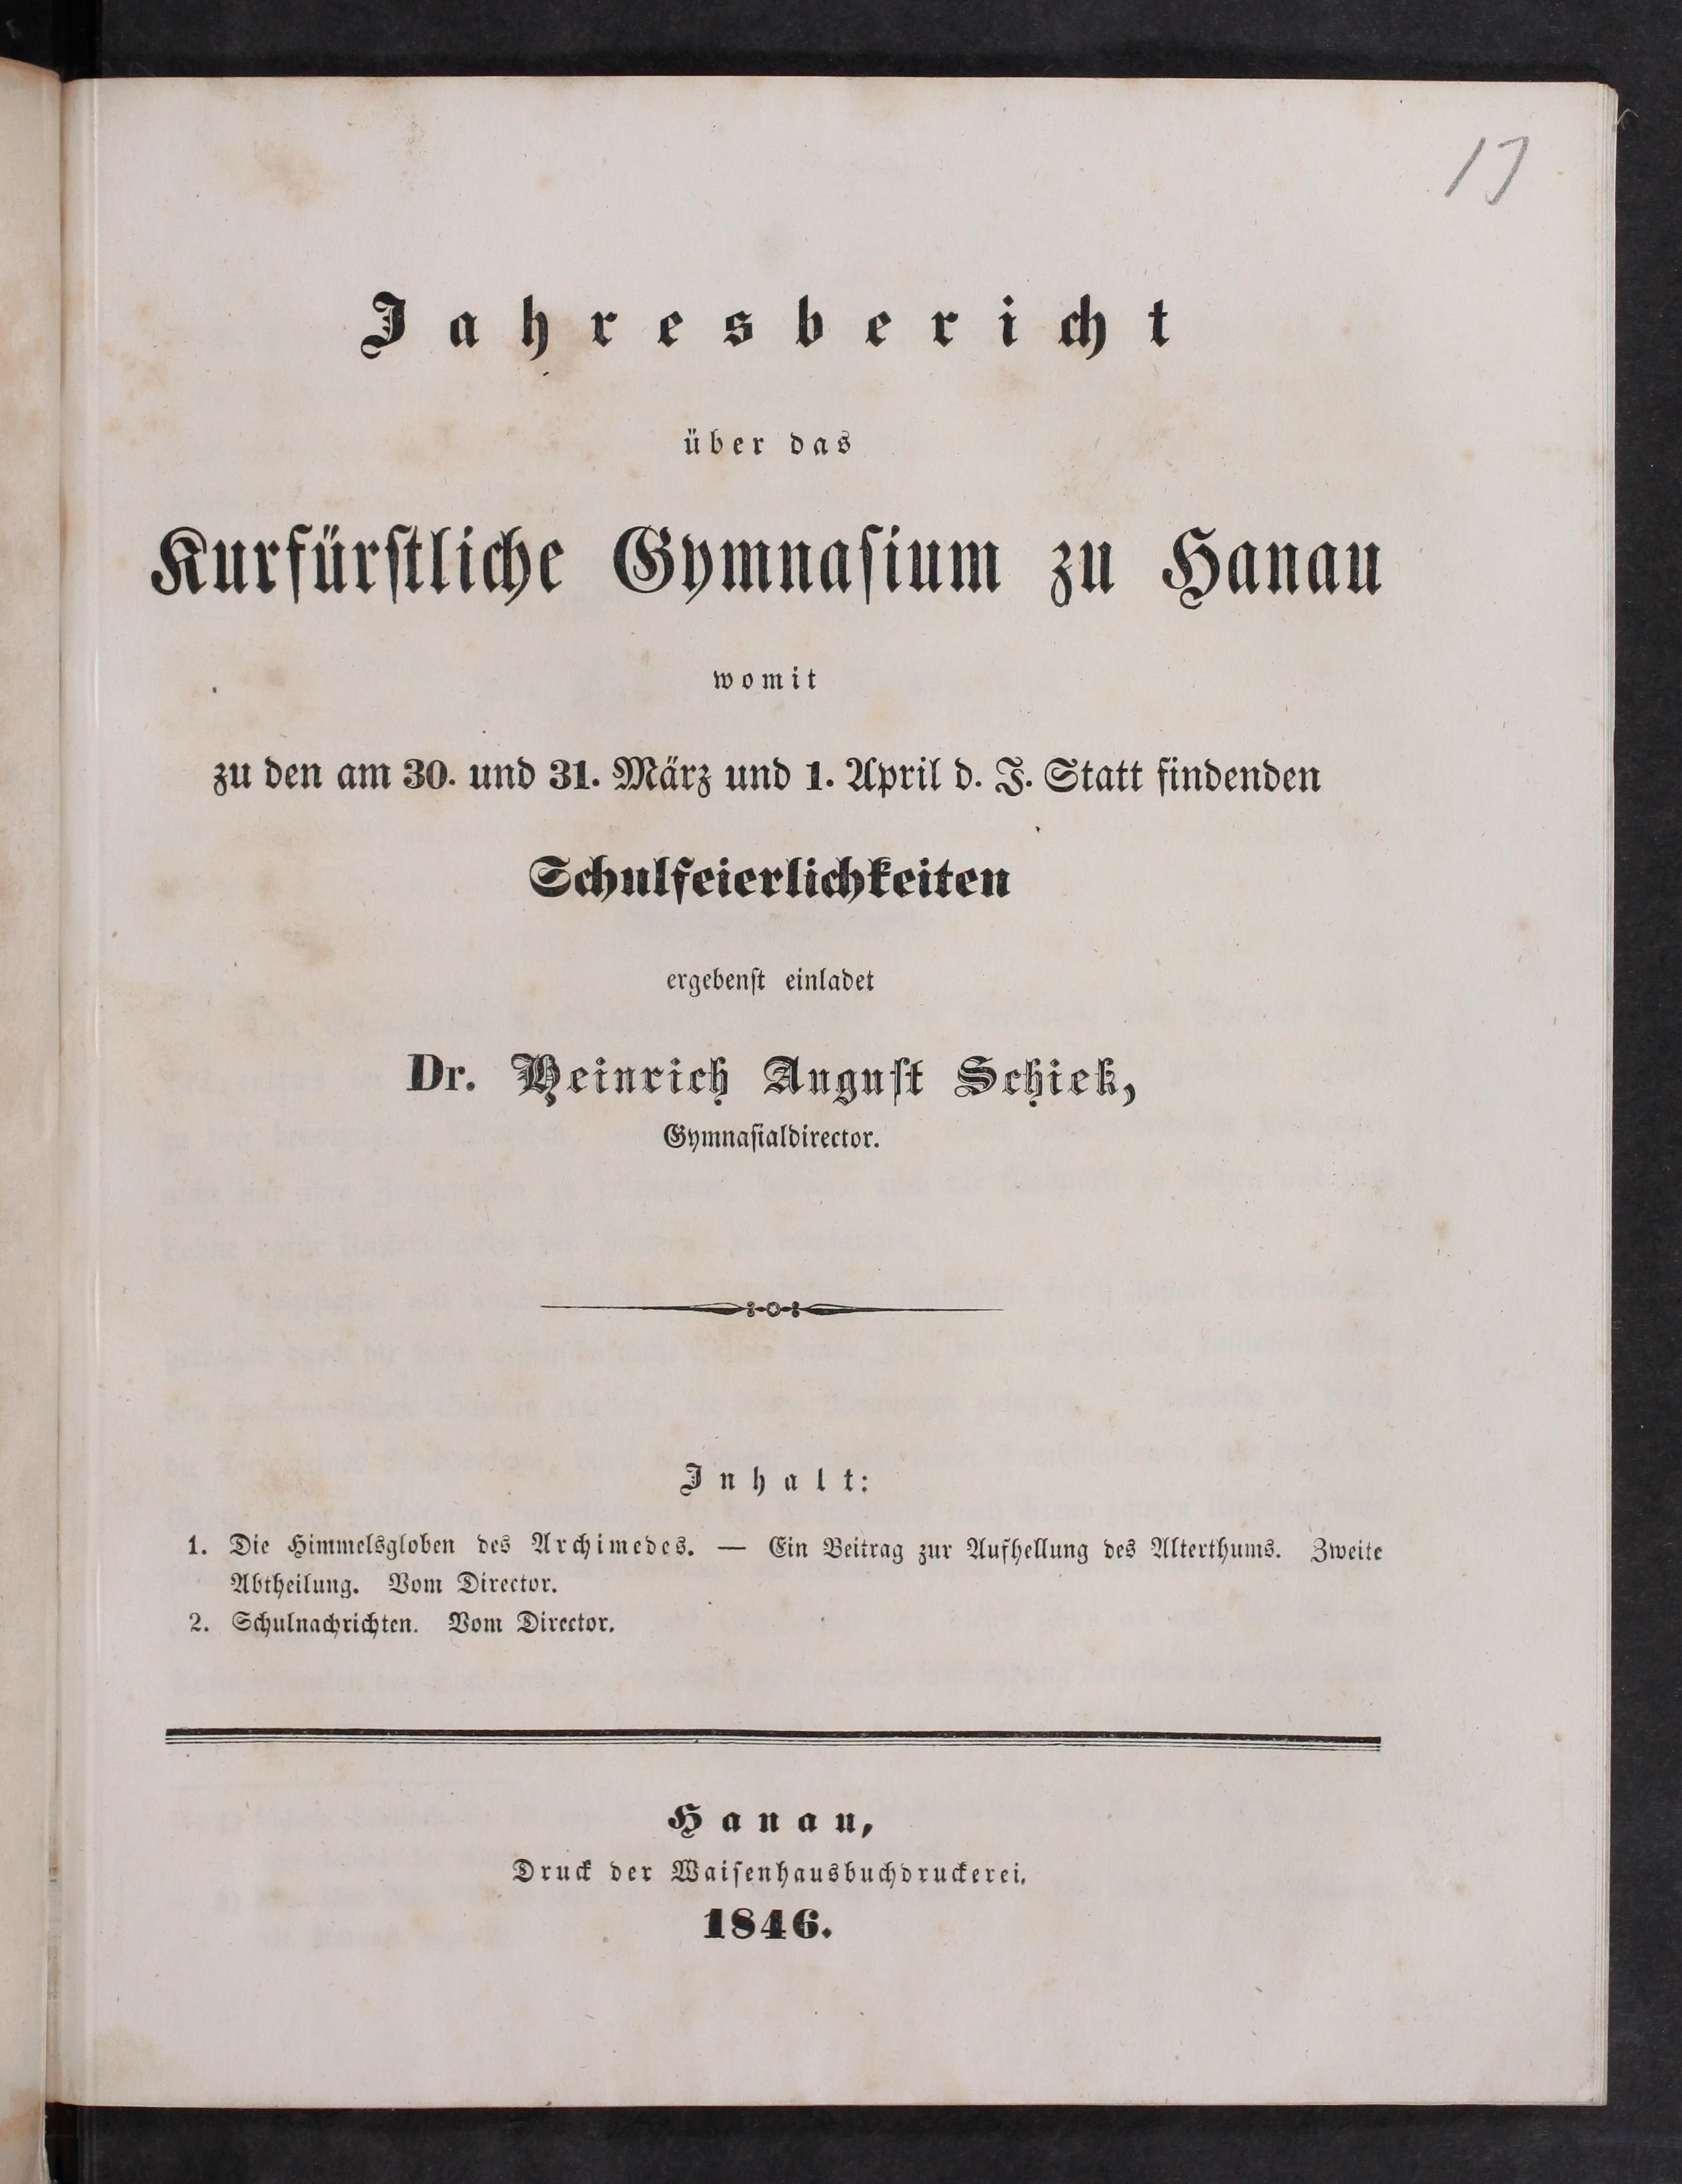 17
Jahresbericht
über das
Kurfürstliche Gymnasium zu Hanau
womit
zu den am 30. und 31. März und 1. April d. J. Statt findenden
Schulfeierlichkeiten
ergebenst einladet
Dr. Heinrich August Schiek,
Gymnasialdirector.
Inhalt:
1. Die Himmelsgloben des Archimedes. — Ein Beitrag zur Aufhellung des Alterthums. Zweite
Abtheilung. Vom Director.
2. Schulnachrichten. Vom Director.
Hanau,
Druck der Waisenhausbuchdruckerei.
1846.